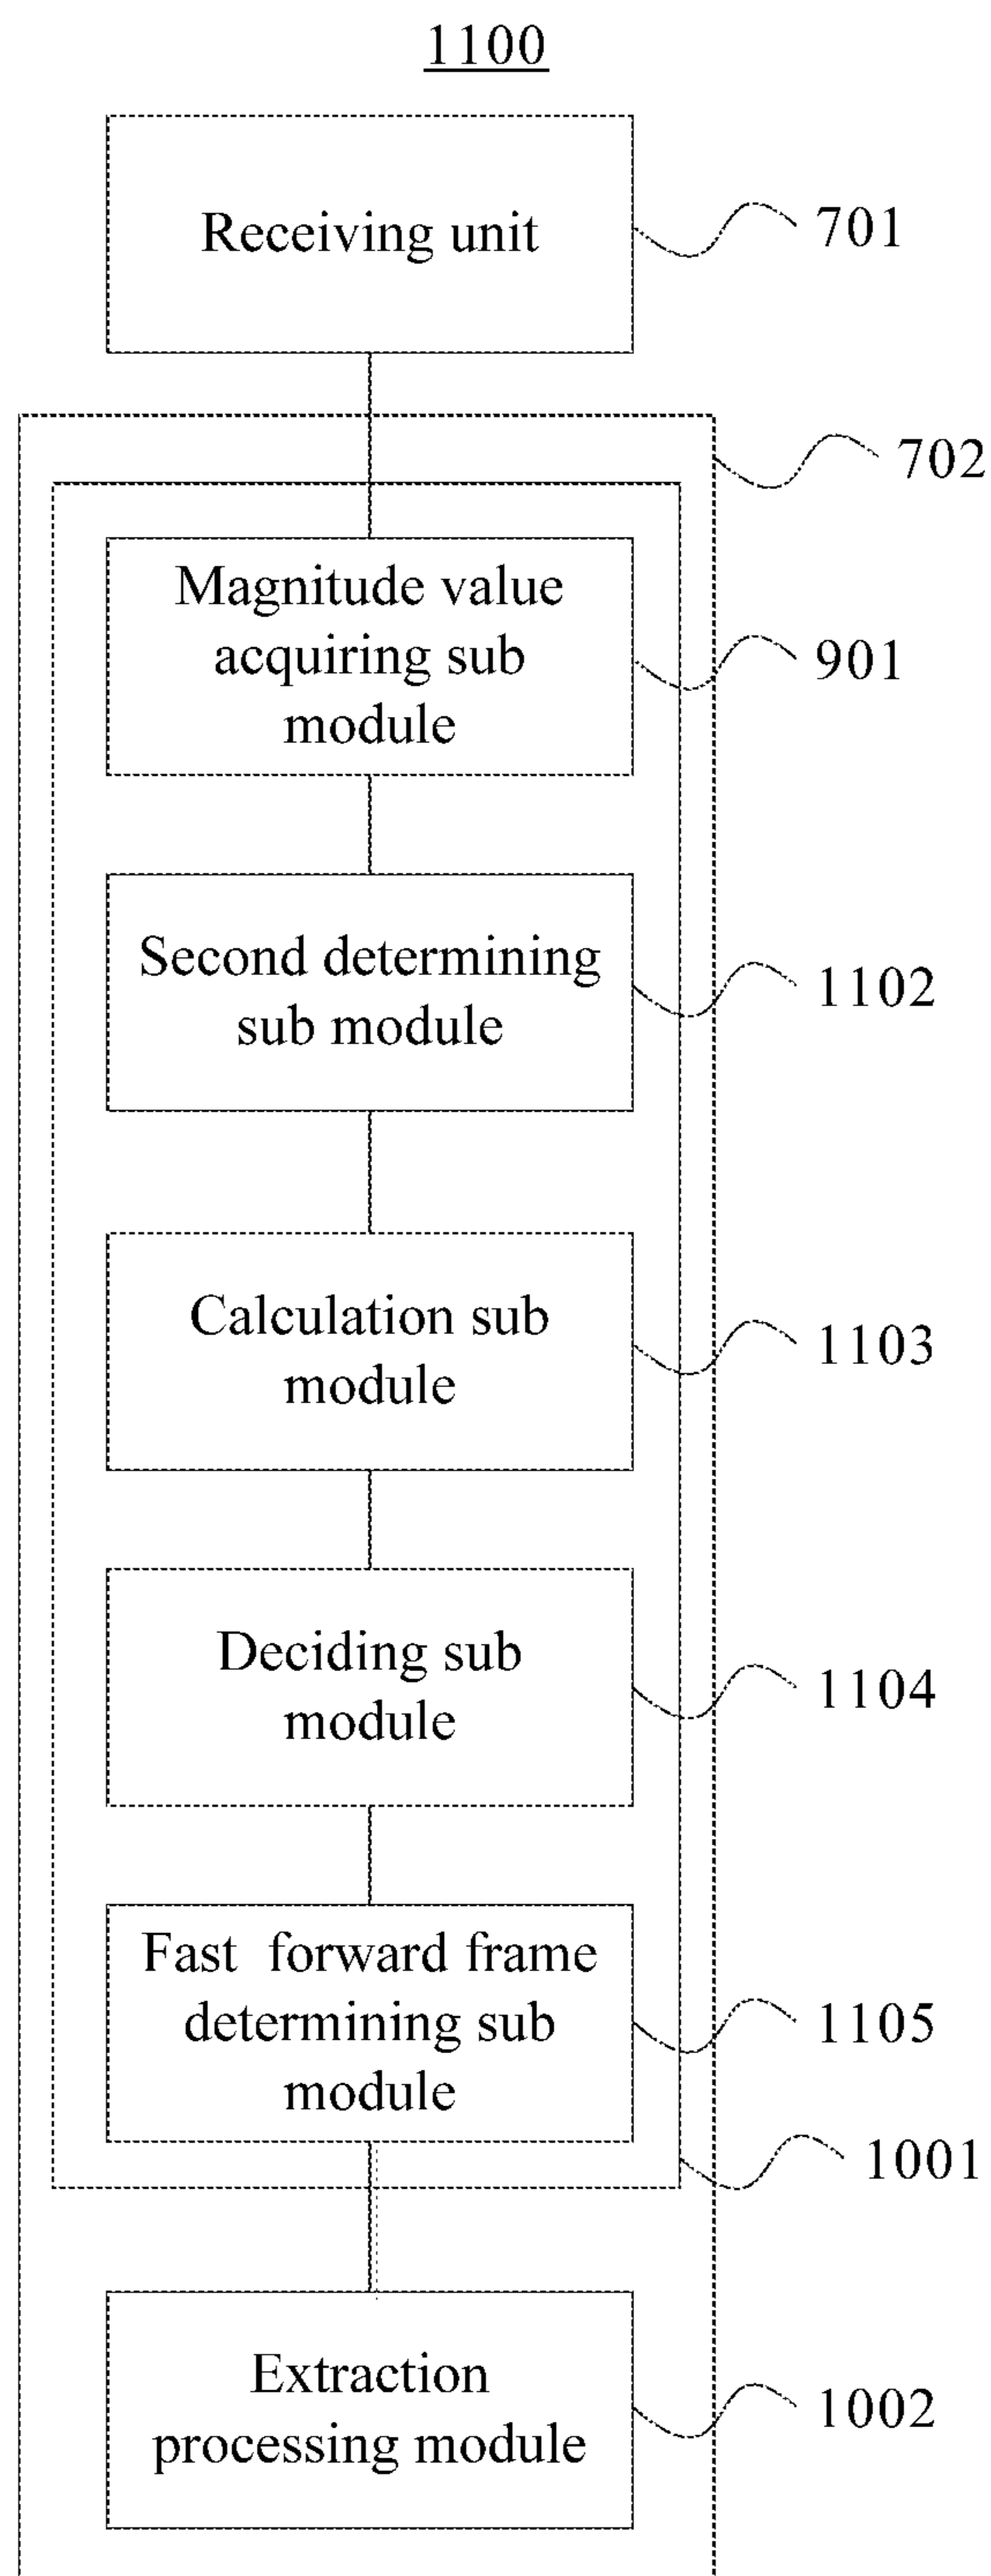 1100
Receiving unit
701
702
Magnitude value
acquiring sub
module
901
Second determining
sub module
1102
Calculation sub
module
1103
Deciding sub
module
1104
Fast forward frame
determining sub
module
1105
1001
Extraction
processing module
1002